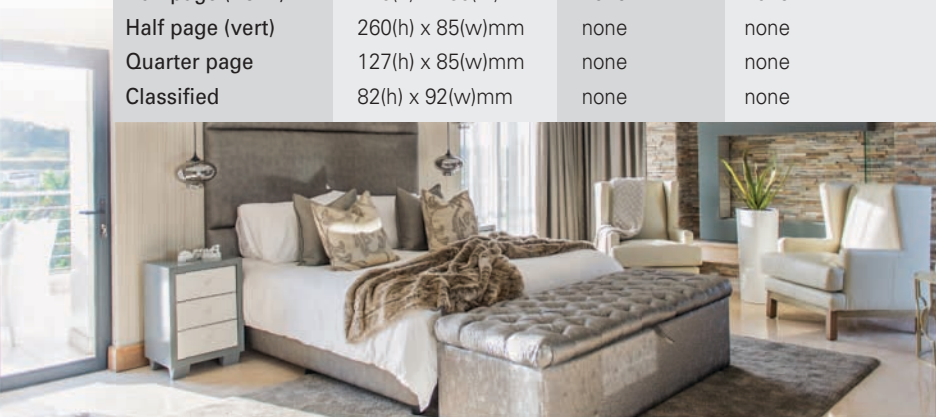 Half page (vert) 260(h) x 85(w)mm none none
Quarter page 127(h) x 85(w)mm none none
Classified 82(h) x 92(w)mm none none